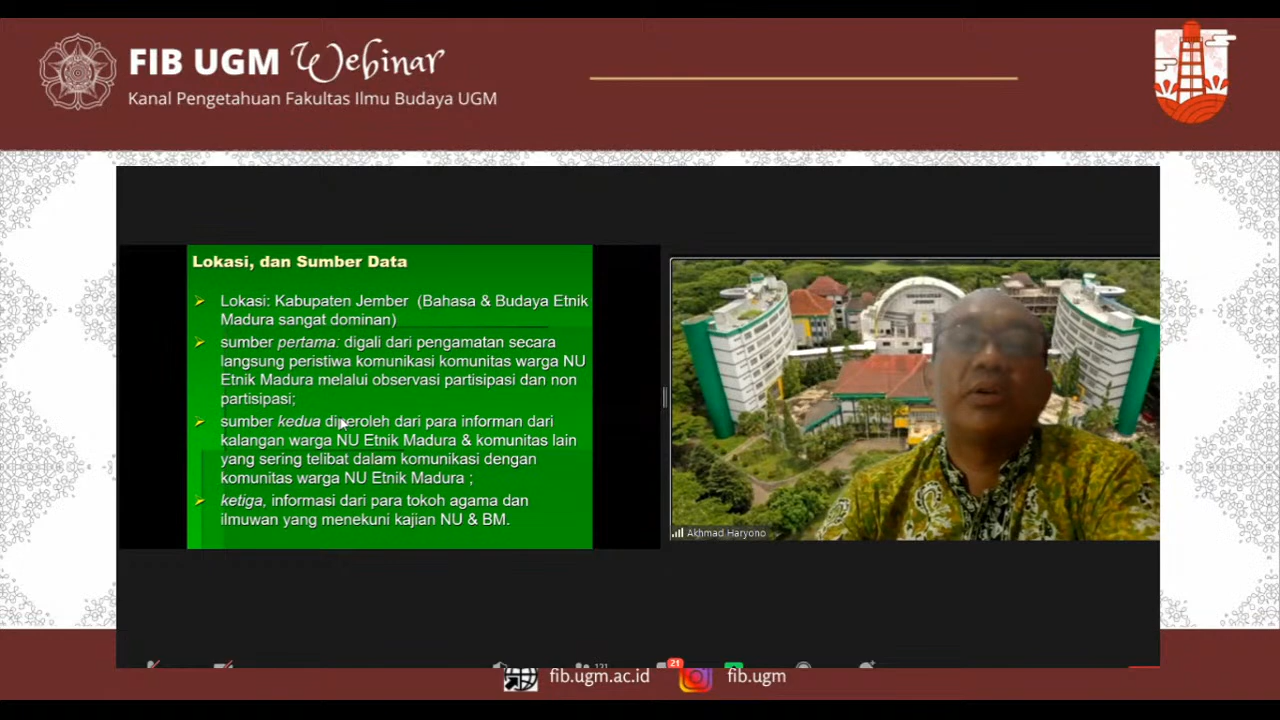 FIB UGM Webinar
Kanal Pengetahuan Fakultas Ilmu Budaya UGM
Lokasi, dan Sumber Data
Lokasi: Kabupaten Jember (Bahasa & Budaya Etnik
Madura sangat dominan)
sumber pertama: digali dari pengamatan secara
langsung peristiwa komunikasi komunitas warga NU
Etnik Madura melalui observasi partisipasi dan non
partisipasi;
sumber kedua diperoleh dari para informan dari
kalangan warga NU Etnik Madura & komunitas lain
yang sering telibat dalam komunikasi dengan
komunitas warga NU Etnik Madura ;
ketiga, informasi dari para tokoh agama dan
ilmuwan yang menekuni kajian NU & BM.
Akhmad Haryono
21
fib.ugm.ac.id
fib.ugm